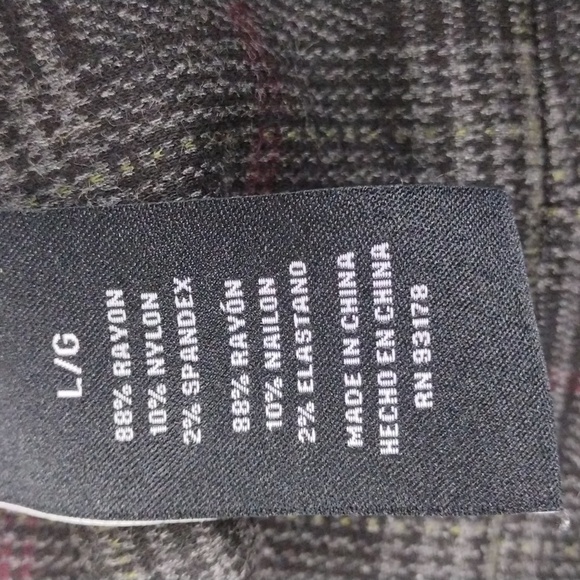 L/G
88% RAYON
10% NYLON
2% SPANDEX
88% RAYÓN
10% NAILON
2% ELASTANO
MADE IN CHINA
HECHO EN CHINA
RN 93178